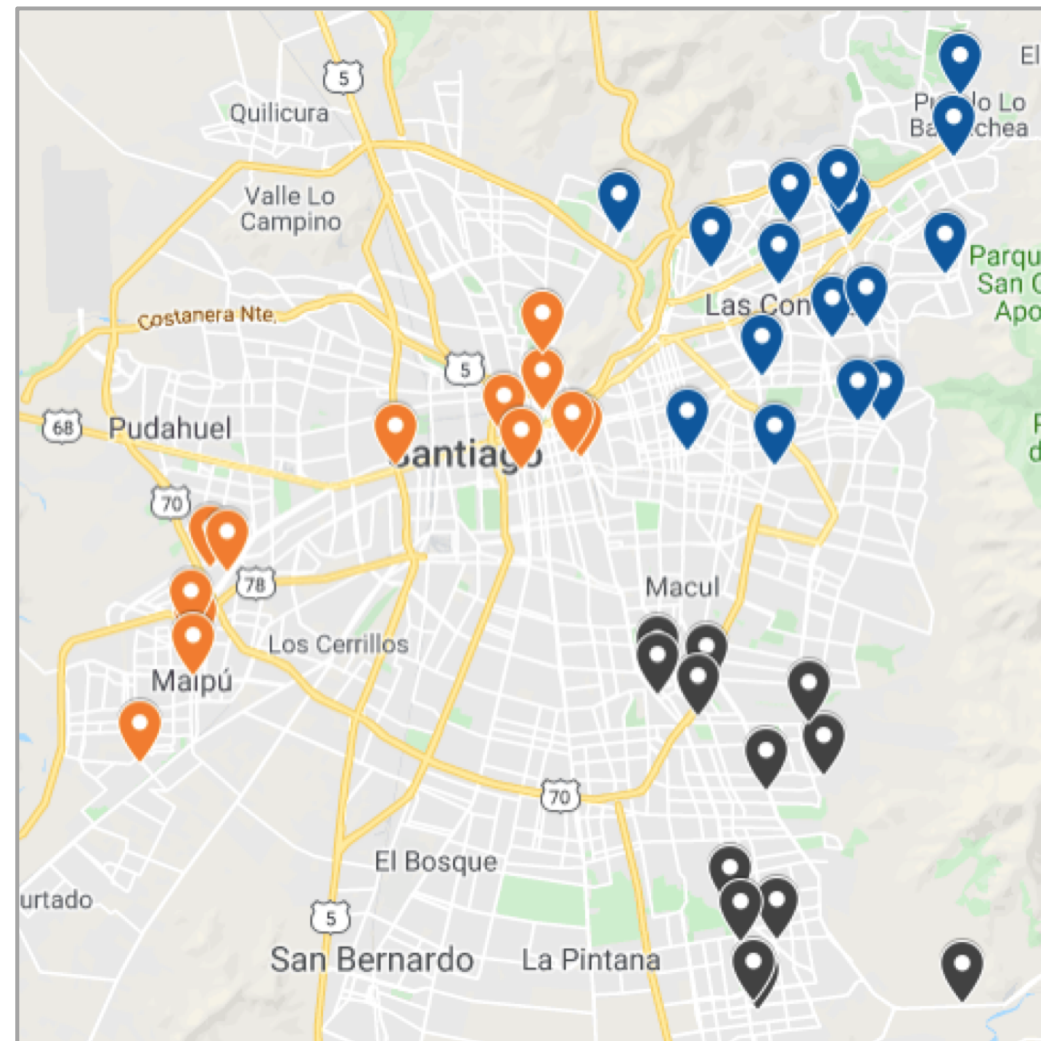 El
5
Quilicura
Lo
Valle Lo
Campino
Parqu
San C
Apo
Costanera Nte.
Las Con
5
68
Pudahuel
Santiago
70
78
Macul
Los Cerrillos
Maipú
70
El Bosque
urtado
5
San Bernardo
La Pintana